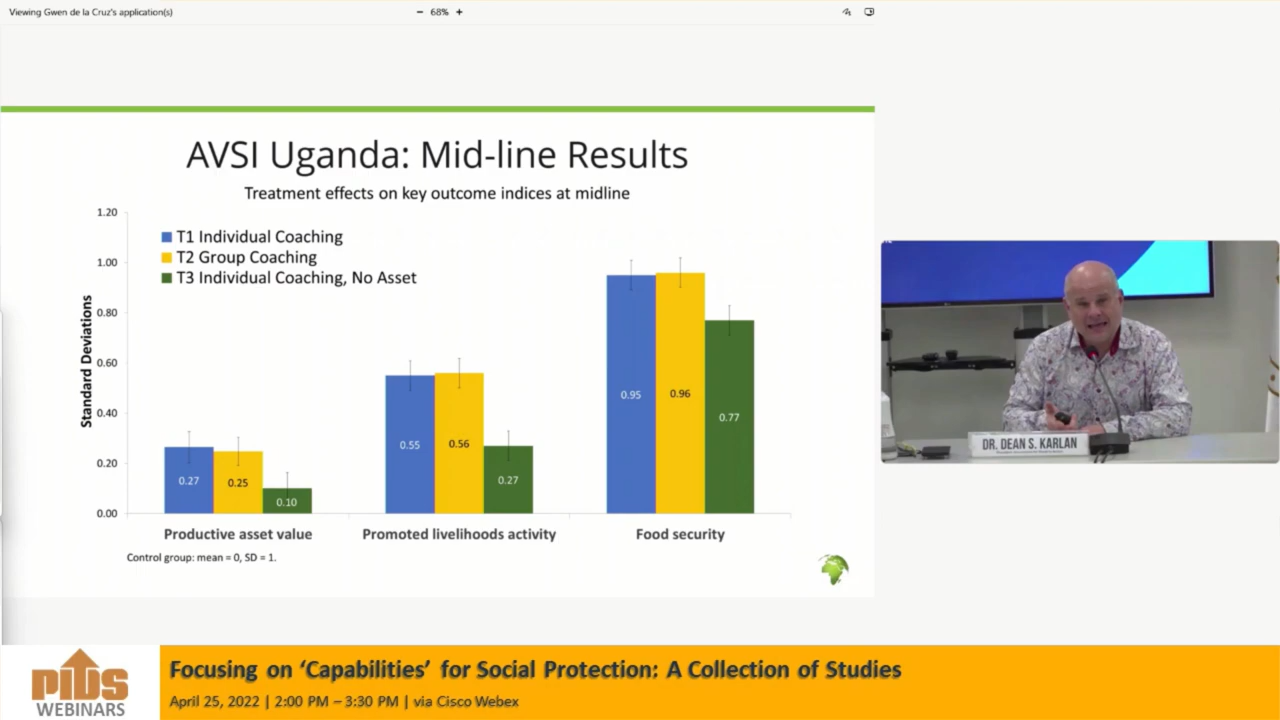 Viewing Gwen de la Cruz's application(s)
− 68% +
AVSI Uganda: Mid-line Results
Treatment effects on key outcome indices at midline
Standard Deviations
1.20
1.00
0.80
0.60
0.40
0.20
0.00
T1 Individual Coaching
T2 Group Coaching
T3 Individual Coaching, No Asset
0.27
0.25
0.10
0.55
0.56
0.27
0.95
0.96
0.77
Productive asset value
Promoted livelihoods activity
Food security
Control group: mean = 0, SD = 1.
DR. DEAN S. KARLAN
PIDS
WEBINARS
Focusing on ‘Capabilities’ for Social Protection: A Collection of Studies
April 25, 2022 | 2:00 PM – 3:30 PM | via Cisco Webex